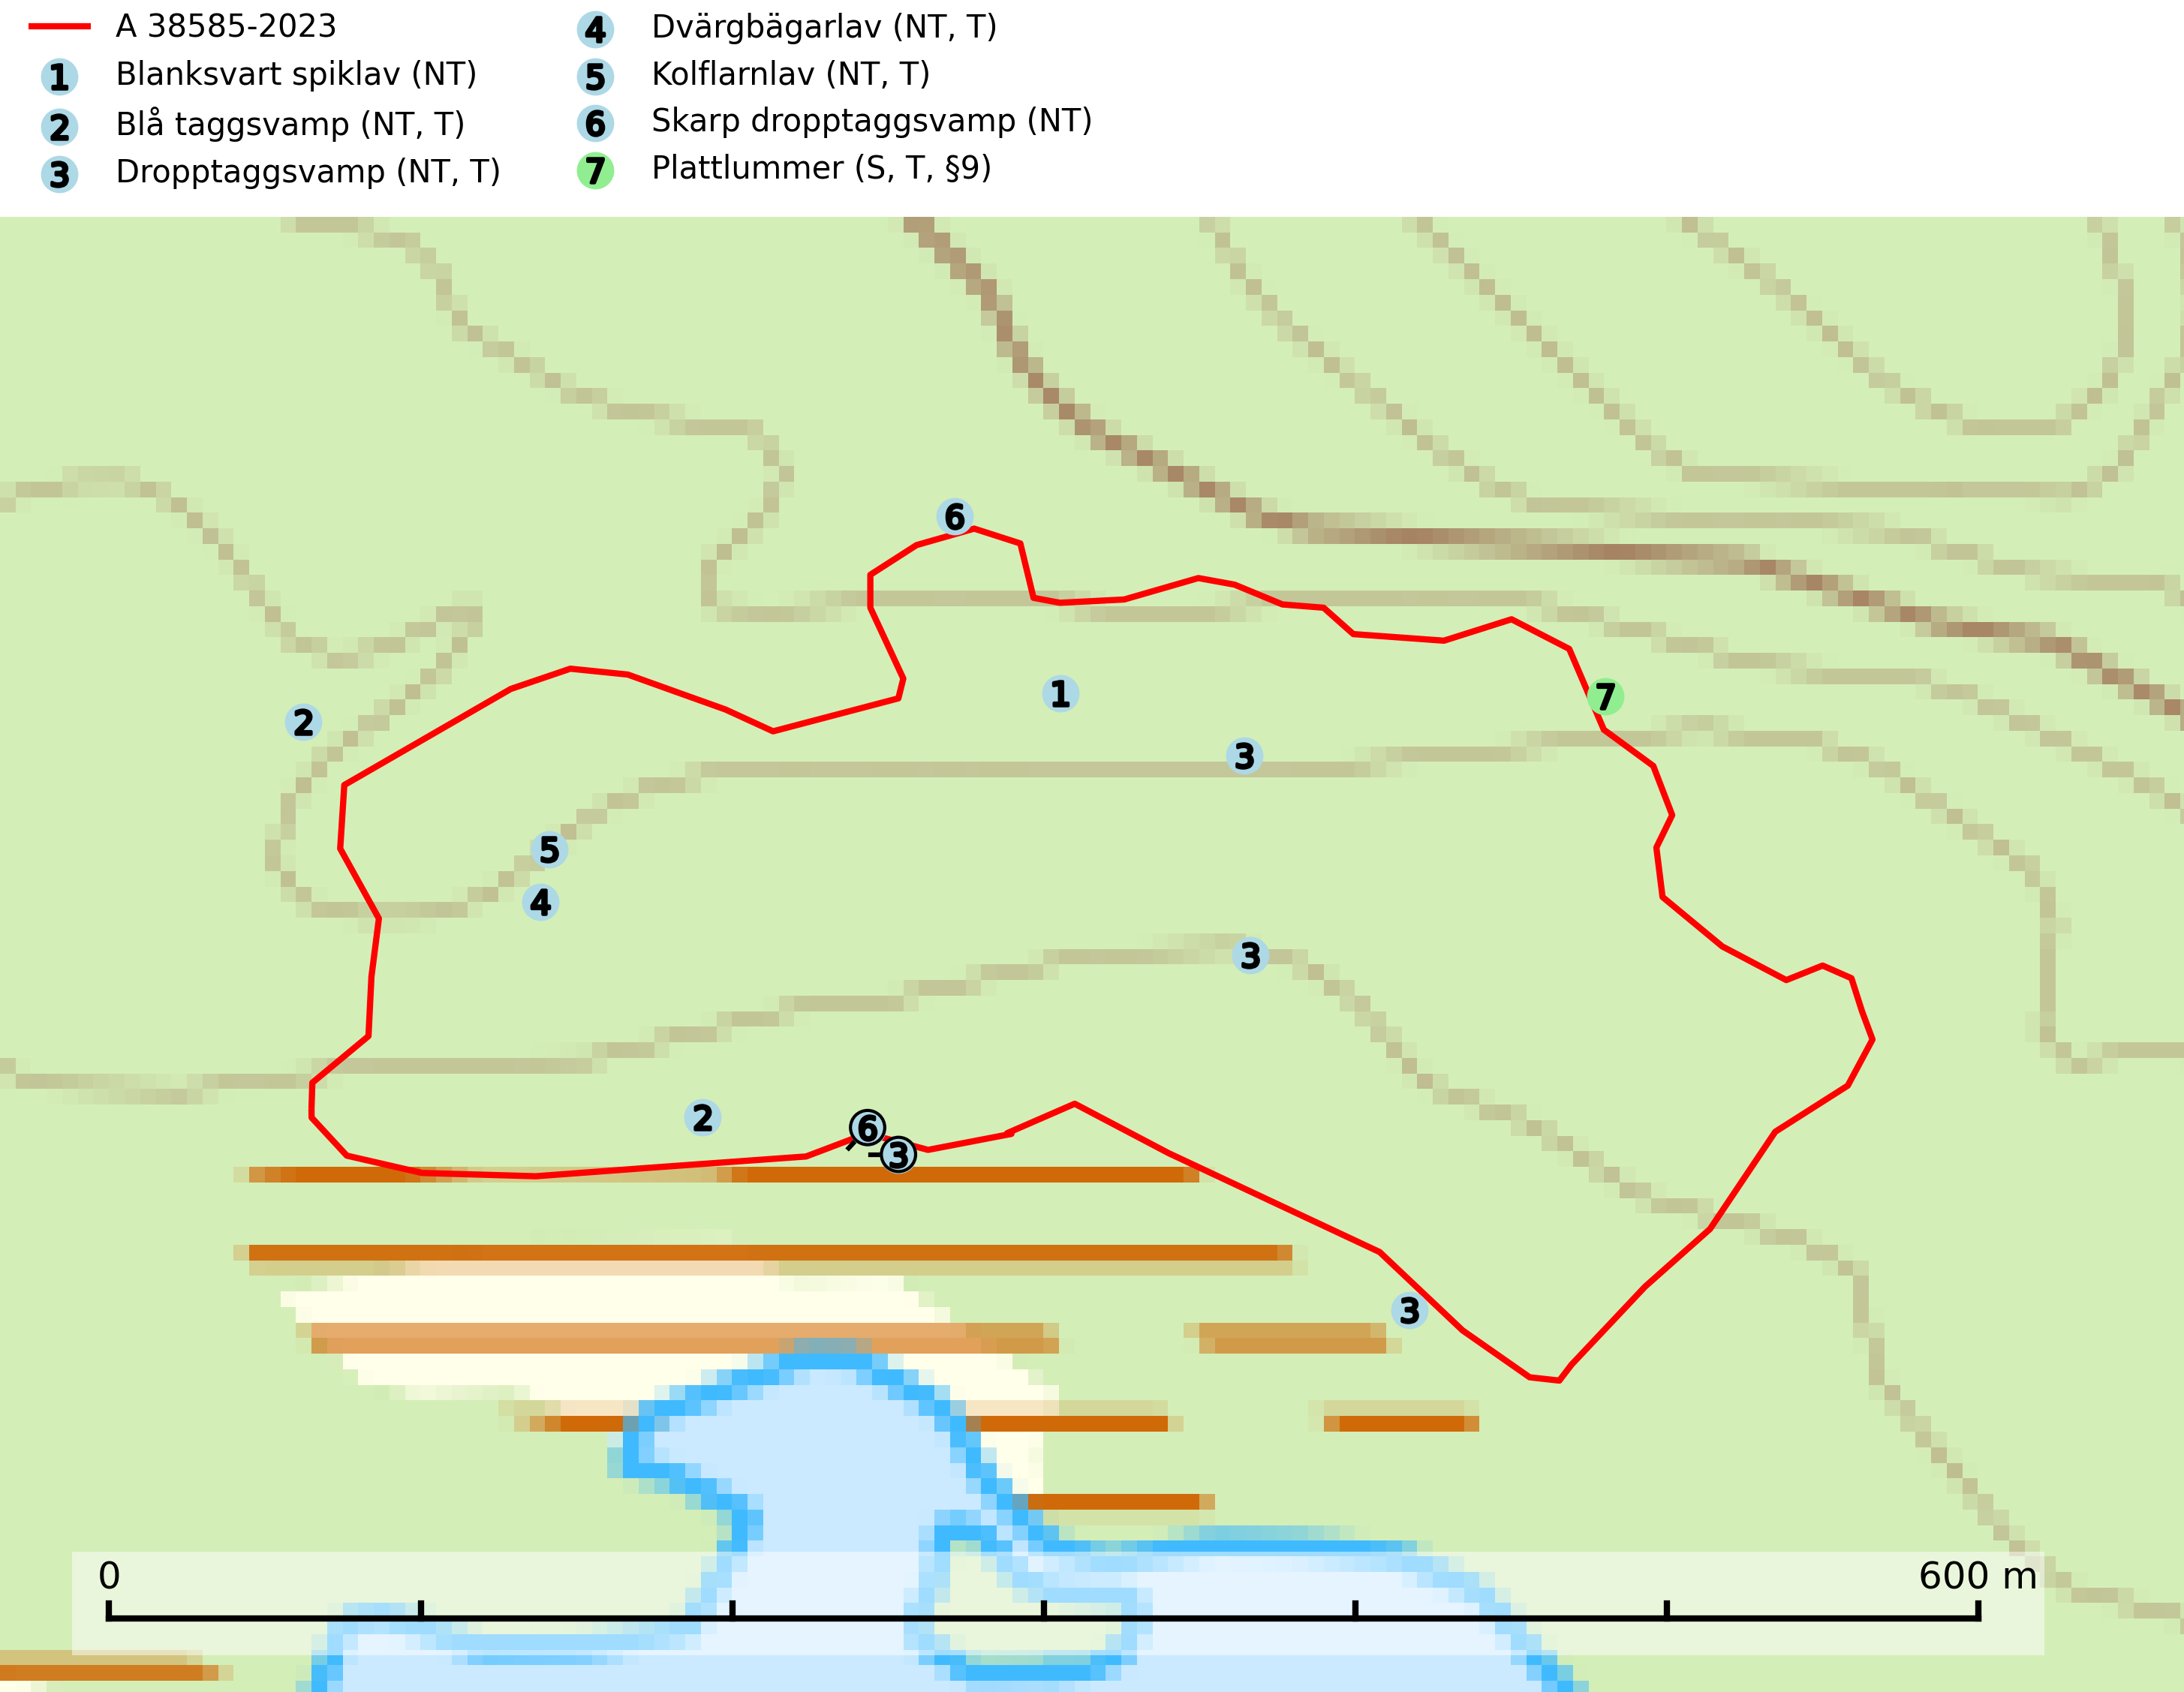 A 38585-2023
1 Blanksvart spiklav (NT)
2 Blå taggsvamp (NT, T)
3 Dropptaggsvamp (NT, T)
4 Dvärgbägarlav (NT, T)
5 Kolflarnlav (NT, T)
6 Skarp dropptaggsvamp (NT)
7 Plattlummer (S, T, §9)
6
1
7
2
3
5
4
3
2
6
3
3
0 600 m